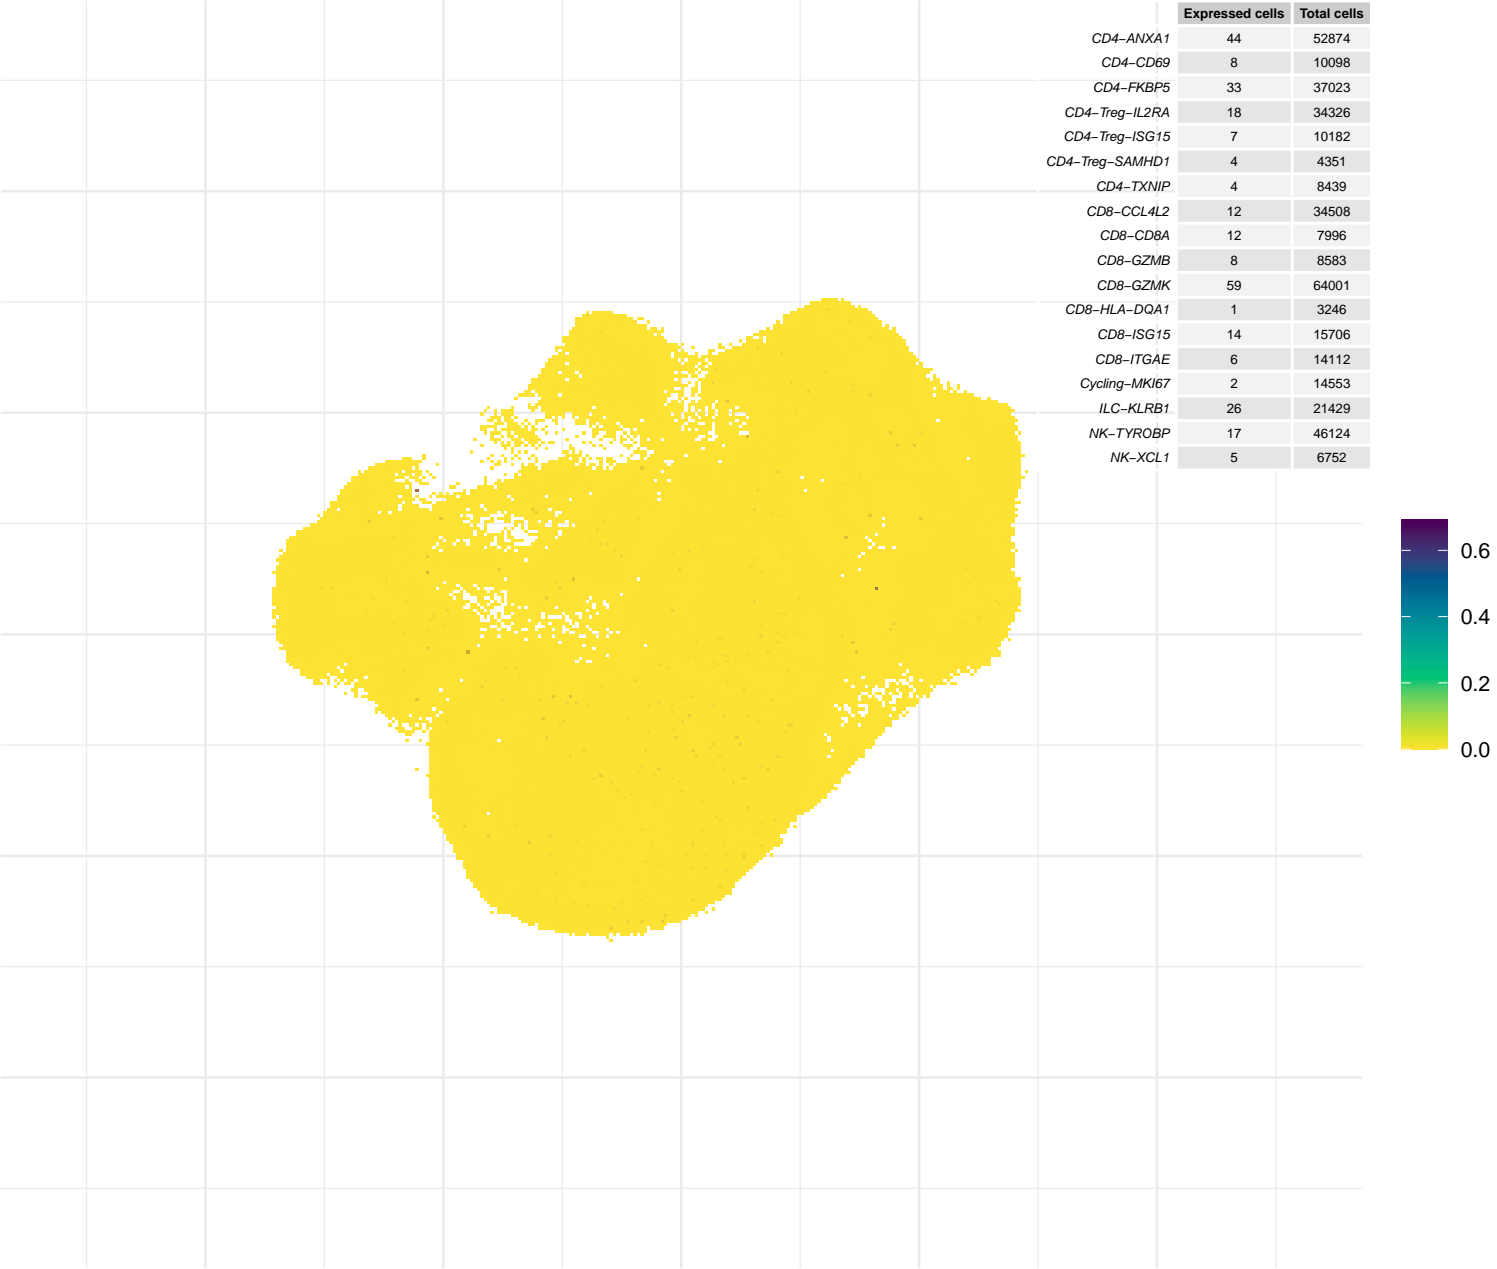 Expressed cells Total cells
CD4−ANXA1 44 52874
CD4−CD69 8 10098
CD4−FKBP5 33 37023
CD4−Treg−IL2RA 18 34326
CD4−Treg−ISG15 7 10182
CD4−Treg−SAMHD1 4 4351
CD4−TXNIP 4 8439
CD8−CCL4L2 12 34508
CD8−CD8A 12 7996
CD8−GZMB 8 8583
CD8−GZMK 59 64001
CD8−HLA−DQA1 1 3246
CD8−ISG15 14 15706
CD8−ITGAE 6 14112
Cycling−MKI67 2 14553
ILC−KLRB1 26 21429
NK−TYROBP 17 46124
NK−XCL1 5 6752
0.6
0.4
0.2
0.0